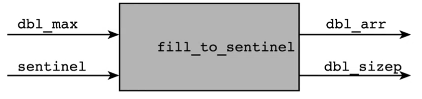 dbl_max
dbl_arr
fill_to_sentinel
sentinel
dbl_sizep